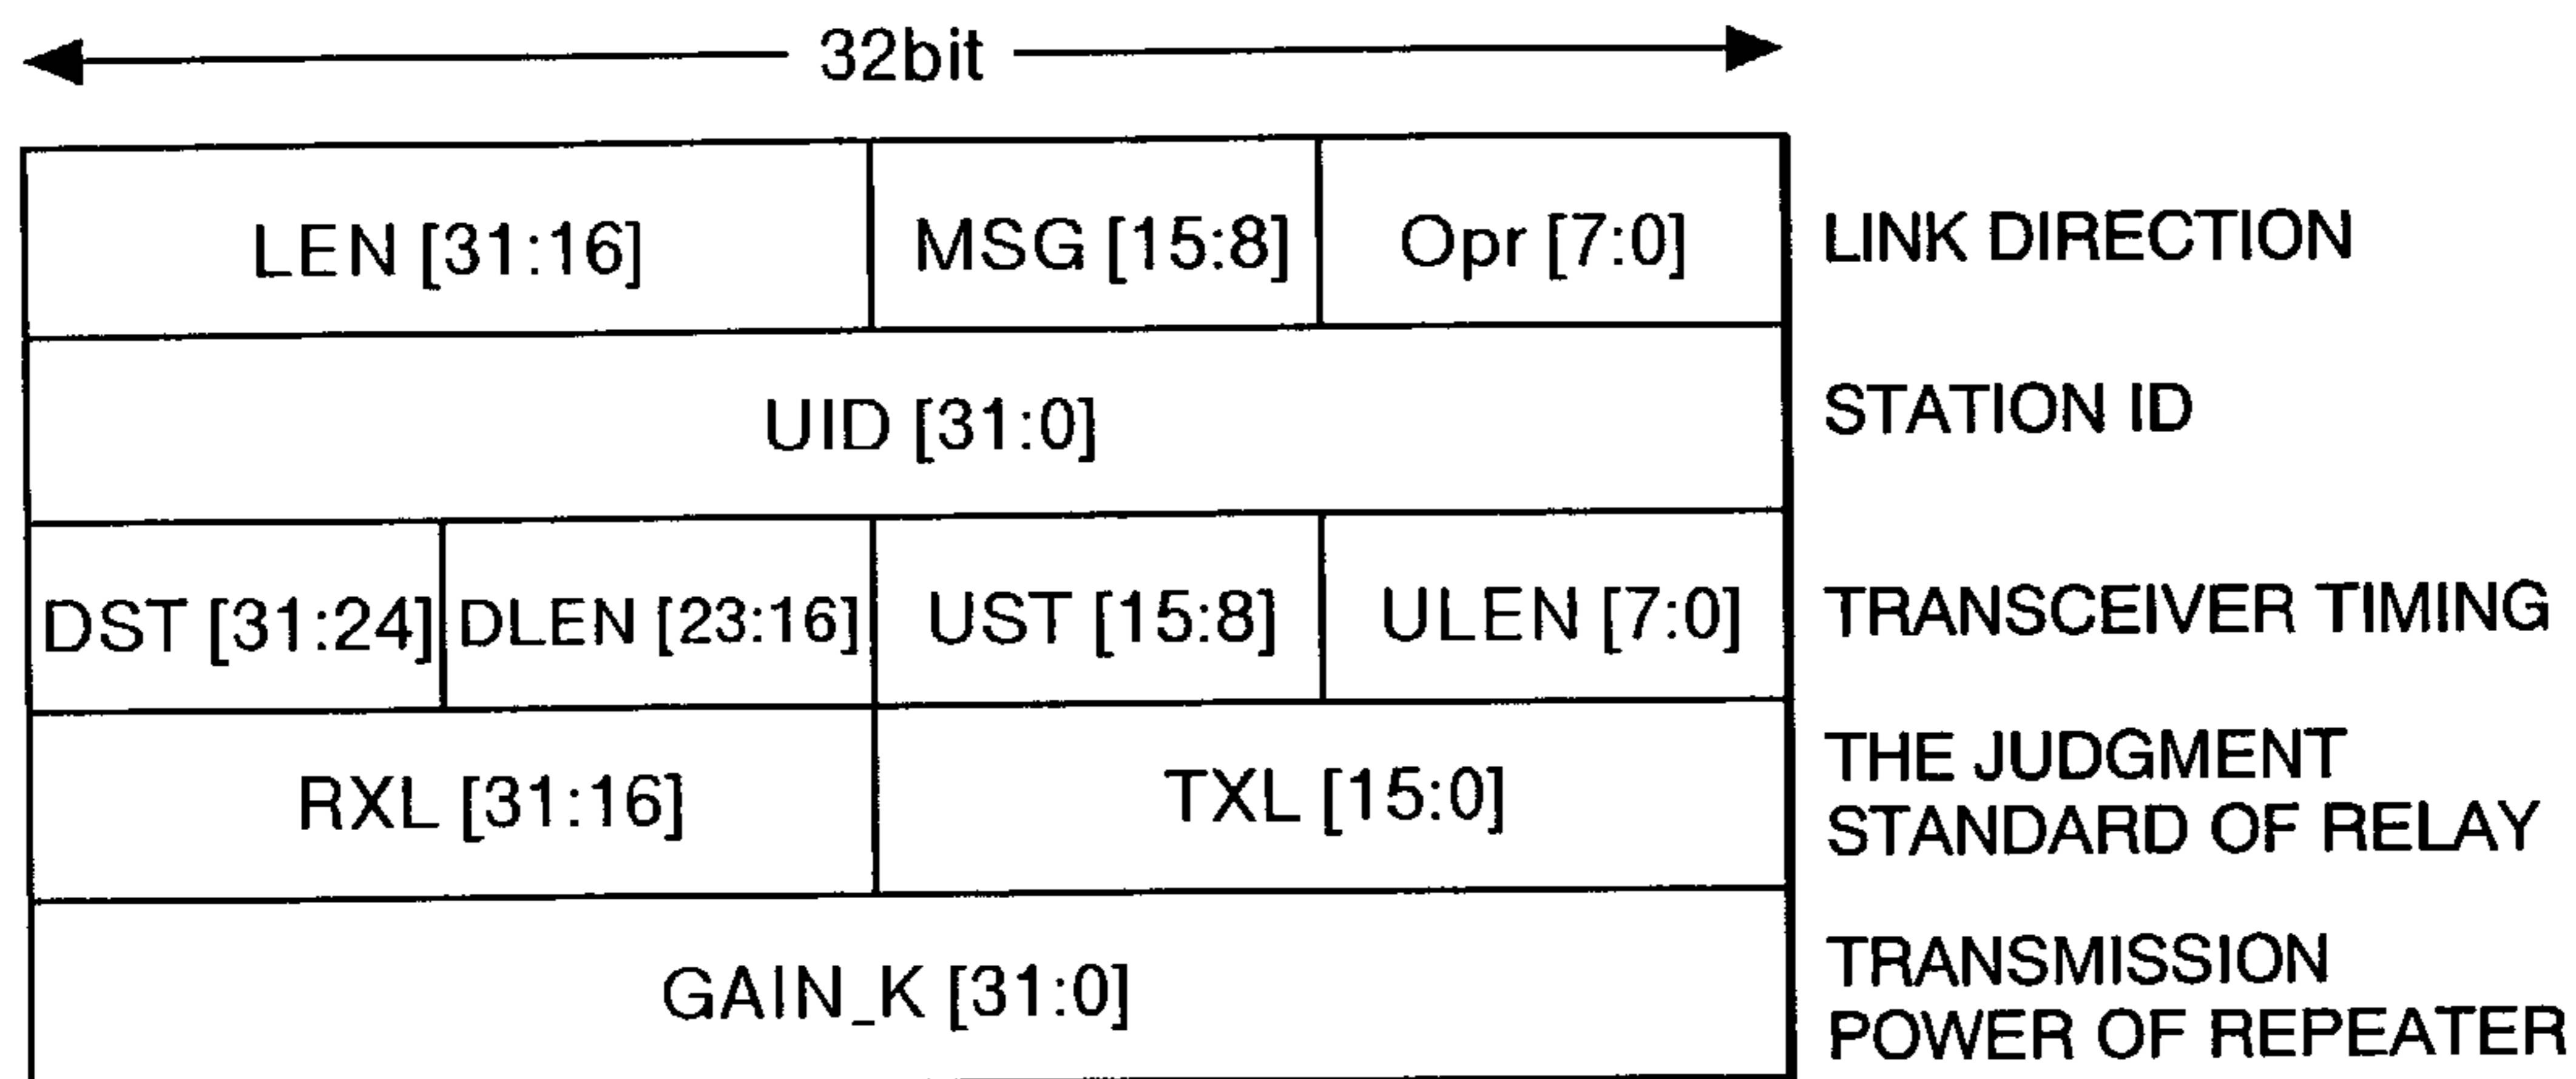 32bit
LEN [31:16] MSG [15:8] Opr [7:0] LINK DIRECTION
UID [31:0] STATION ID
DST [31:24] DLEN [23:16] UST [15:8] ULEN [7:0] TRANSCEIVER TIMING
RXL [31:16] TXL [15:0] THE JUDGMENT
STANDARD OF RELAY
GAIN_K [31:0] TRANSMISSION
POWER OF REPEATER